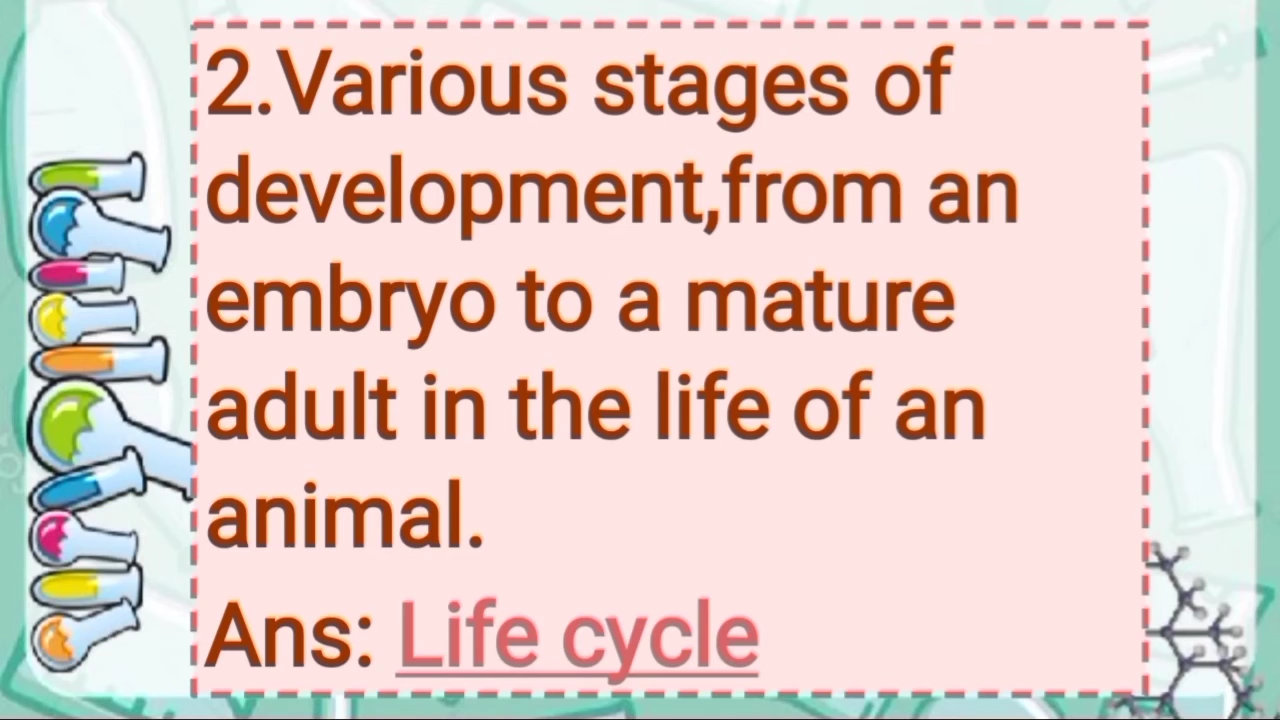 2.Various stages of
development,from an
embryo to a mature
adult in the life of an
animal.
Ans: Life cycle